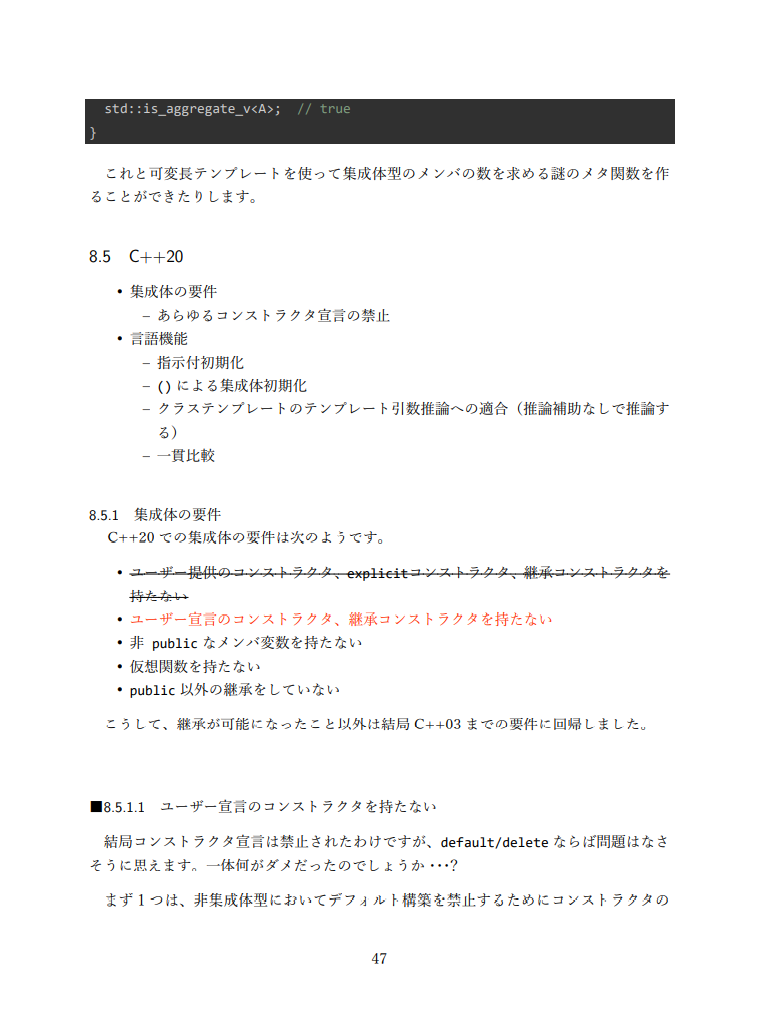 std::is_aggregate_v<A>;  // true
}
これと可変長テンプレートを使って集成体型のメンバの数を求める謎のメタ関数を作
ることができたりします。
8.5 C++20
• 集成体の要件
– あらゆるコンストラクタ宣言の禁止
• 言語機能
– 指示付初期化
– () による集成体初期化
– クラステンプレートのテンプレート引数推論への適合（推論補助なしで推論す
る）
– 一貫比較
8.5.1 集成体の要件
C++20 での集成体の要件は次のようです。
• ユーザー提供のコンストラクタ、explicitコンストラクタ、継承コンストラクタを
持たない
• ユーザー宣言のコンストラクタ、継承コンストラクタを持たない
• 非 public なメンバ変数を持たない
• 仮想関数を持たない
• public 以外の継承をしていない
こうして、継承が可能になったこと以外は結局 C++03 までの要件に回帰しました。
■8.5.1.1 ユーザー宣言のコンストラクタを持たない
結局コンストラクタ宣言は禁止されたわけですが、default/delete ならば問題はなさ
そうに思えます。一体何がダメだったのでしょうか・・・?
まず 1 つは、非集成体型においてデフォルト構築を禁止するためにコンストラクタの
47